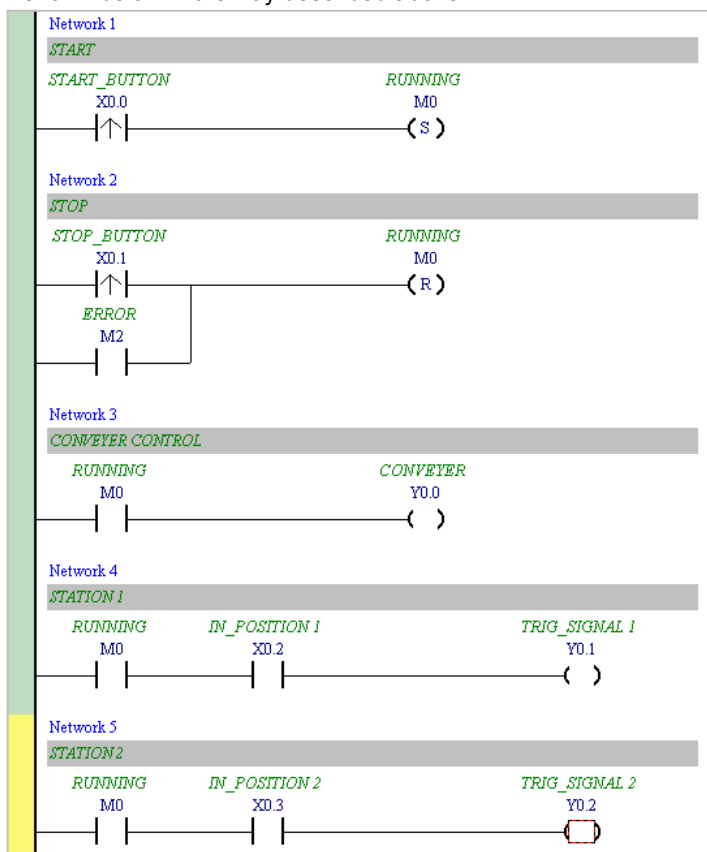 Network 1
START
START_BUTTON RUNNING
X0.0 M0
S
Network 2
STOP
STOP_BUTTON RUNNING
X0.1 M0
R
ERROR
M2
Network 3
CONVEYER CONTROL
RUNNING CONVEYER
M0 Y0.0
Network 4
STATION 1
RUNNING IN_POSITION 1 TRIG_SIGNAL 1
M0 X0.2 Y0.1
Network 5
STATION2
RUNNING IN_POSITION 2 TRIG_SIGNAL 2
M0 X0.3 Y0.2